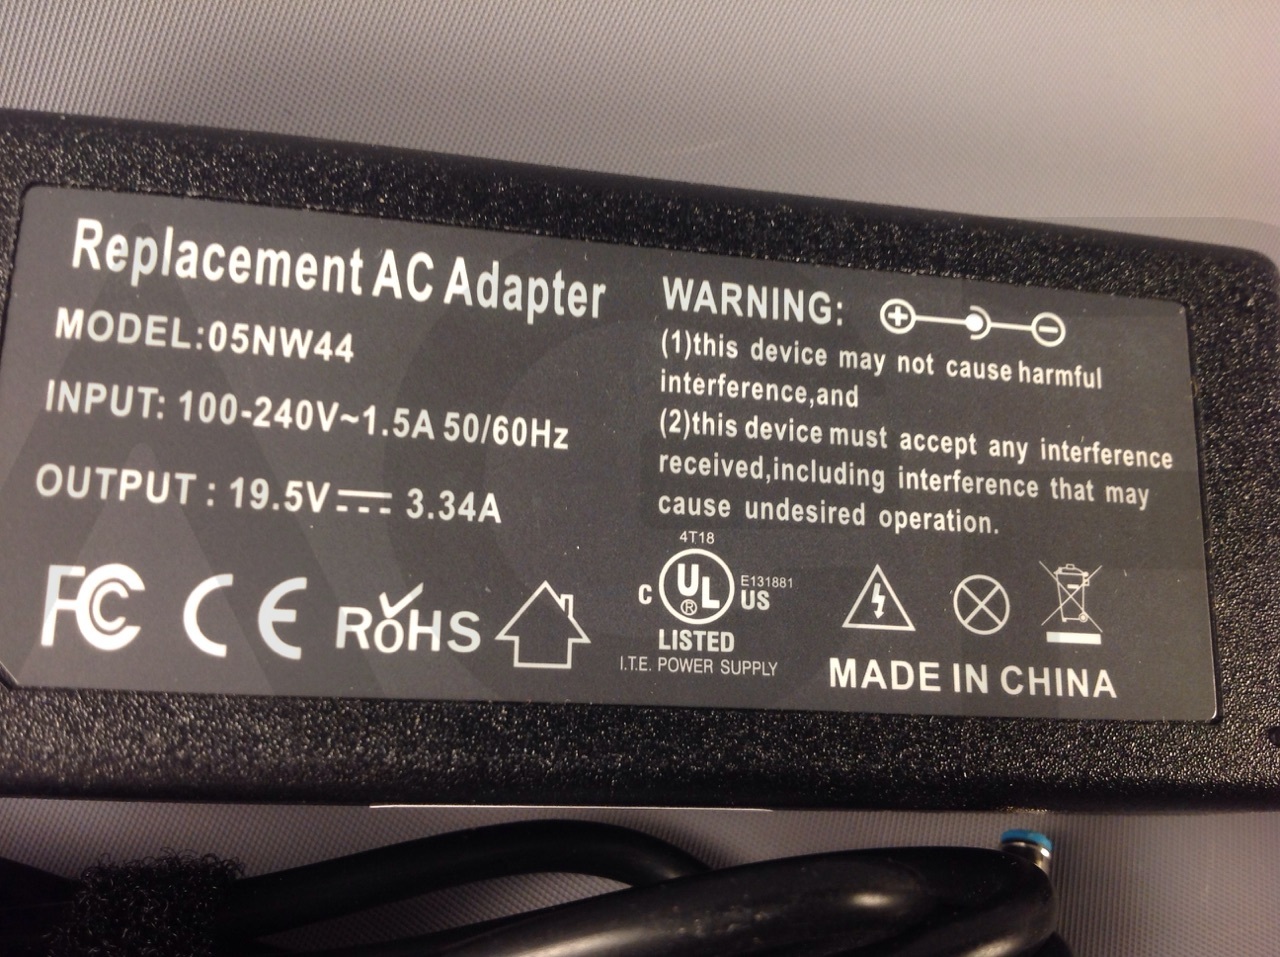 Replacement AC Adapter
MODEL:05NW44
INPUT: 100-240V~1.5A 50/60Hz
OUTPUT : 19.5V⎓ 3.34A
FC CE RoHS
WARNING:
(1)this device may not cause harmful
interference,and
(2)this device must accept any interference
received,including interference that may
cause undesired operation.
4T18
C UL ® US
E131881
LISTED
I.T.E. POWER SUPPLY
MADE IN CHINA